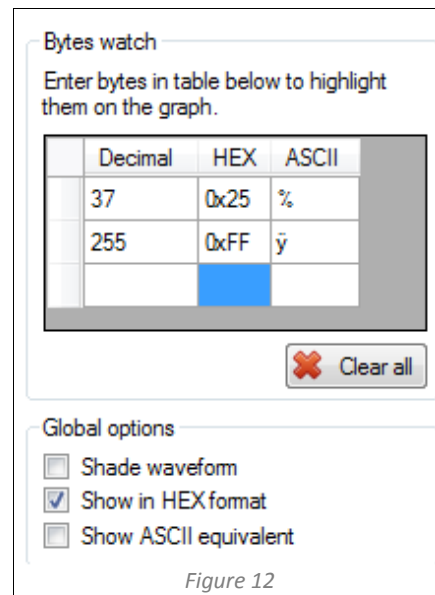 Bytes watch
Enter bytes in table below to highlight
them on the graph.
Decimal HEX ASCII
37 0x25 %
255 0xFF ÿ
Clear all
Global options
Shade waveform
Show in HEX format
Show ASCII equivalent
Figure 12